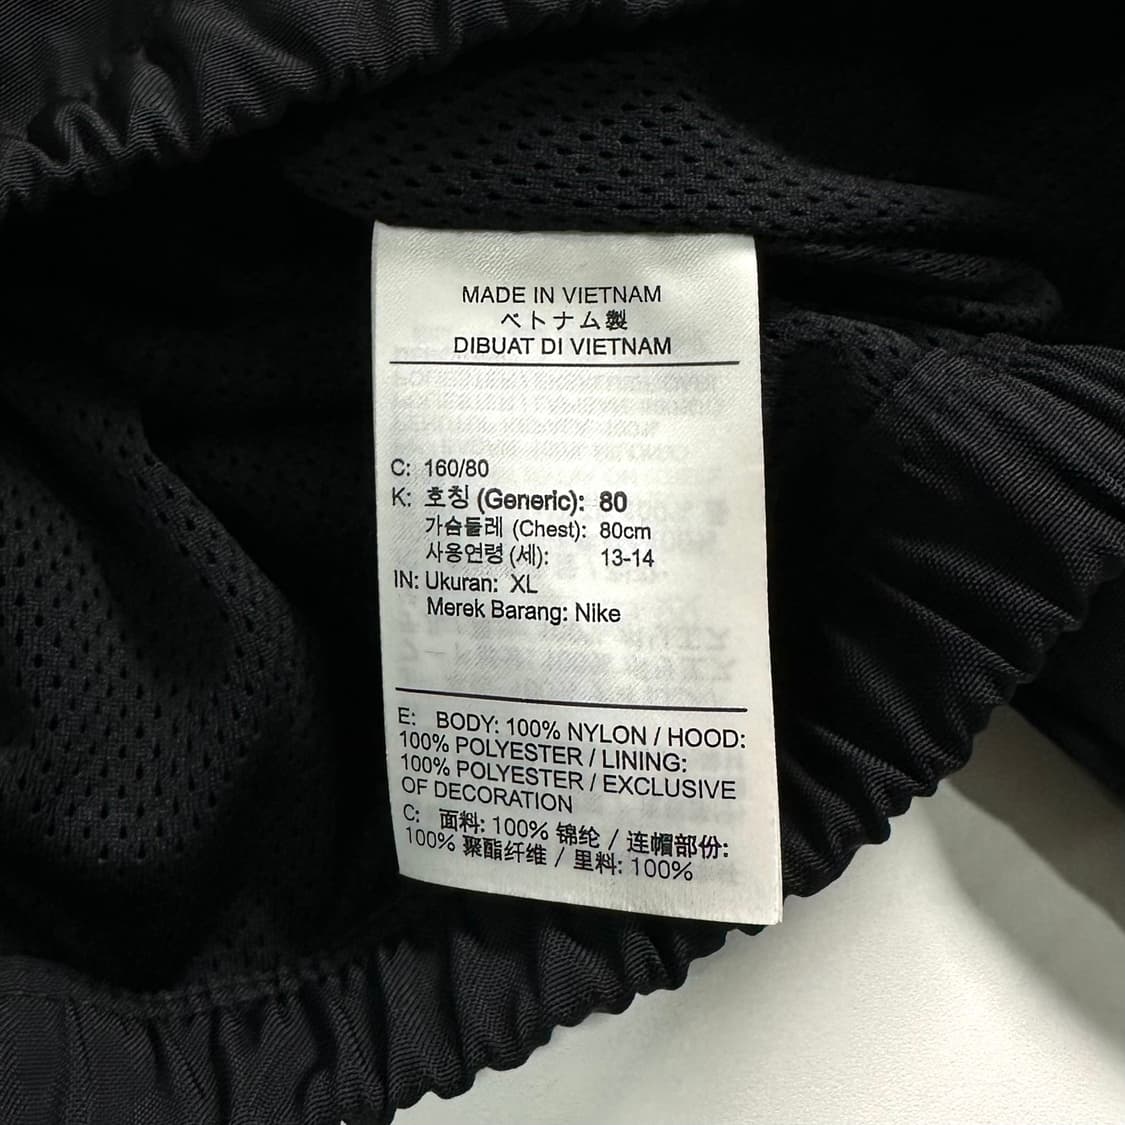 MADE IN VIETNAM
ベトナム製
DIBUAT DI VIETNAM
C: 160/80
K: 호칭 (Generic): 80
가슴둘레 (Chest): 80cm
사용연령 (세): 13-14
IN: Ukuran: XL
Merek Barang: Nike
E: BODY: 100% NYLON / HOOD:
100% POLYESTER / LINING:
100% POLYESTER / EXCLUSIVE
OF DECORATION
C: 面料: 100% 锦纶 / 连帽部份:
100% 聚酯纤维 / 里料: 100%